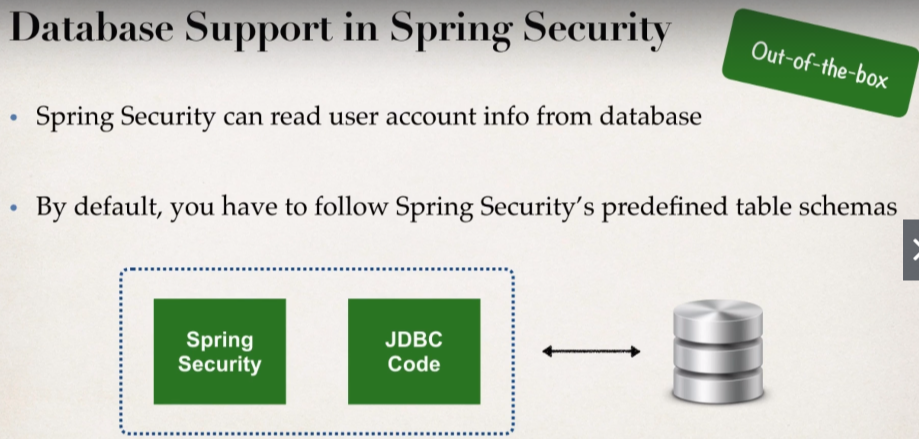 Database Support in Spring Security
Out-of-the-box
• Spring Security can read user account info from database
• By default, you have to follow Spring Security’s predefined table schemas
Spring
Security
JDBC
Code